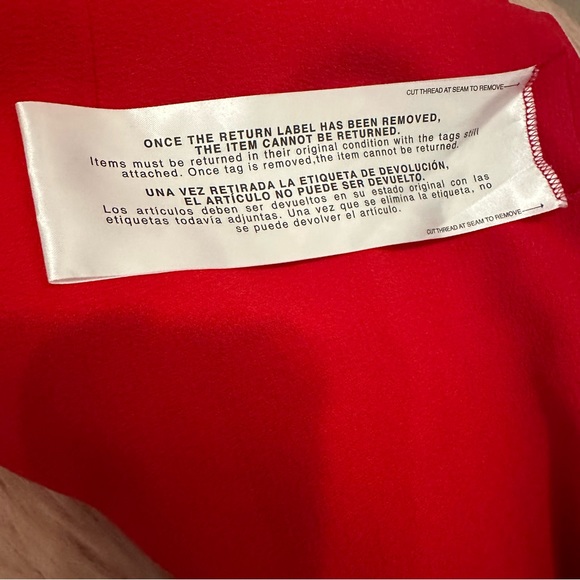 CUT THREAD AT SEAM TO REMOVE
ONCE THE RETURN LABEL HAS BEEN REMOVED,
THE ITEM CANNOT BE RETURNED.
Items must be returned in their original condition with the tags still
attached. Once tag is removed,the item cannot be returned.
UNA VEZ RETIRADA LA ETIQUETA DE DEVOLUCIÓN,
EL ARTÍCULO NO PUEDE SER DEVUELTO.
Los artículos deben ser devueltos en su estado original con las
etiquetas todavía adjuntas. Una vez que se elimina la etiqueta, no
se puede devolver el artículo.
CUT THREAD AT SEAM TO REMOVE